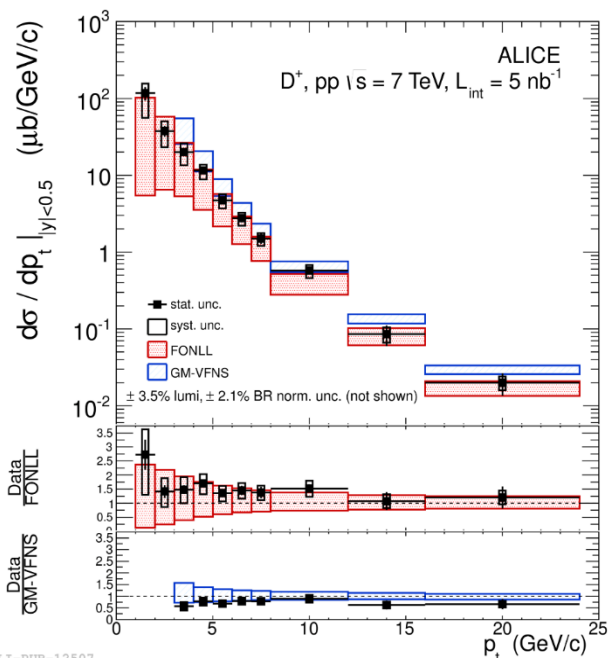 ALICE
D⁺, pp √s = 7 TeV, L_int = 5 nb⁻¹
dσ / dp_t |_|y|<0.5 (μb/GeV/c)
10³
10²
10
1
10⁻¹
10⁻²
stat. unc.
syst. unc.
FONLL
GM-VFNS
± 3.5% lumi, ± 2.1% BR norm. unc. (not shown)
Data
FONLL
3.5
3
2.5
2
1.5
1
0.5
Data
GM-VFNS
3.5
3
2.5
2
1.5
1
0.5
0
0 5 10 15 20 25
p_t (GeV/c)